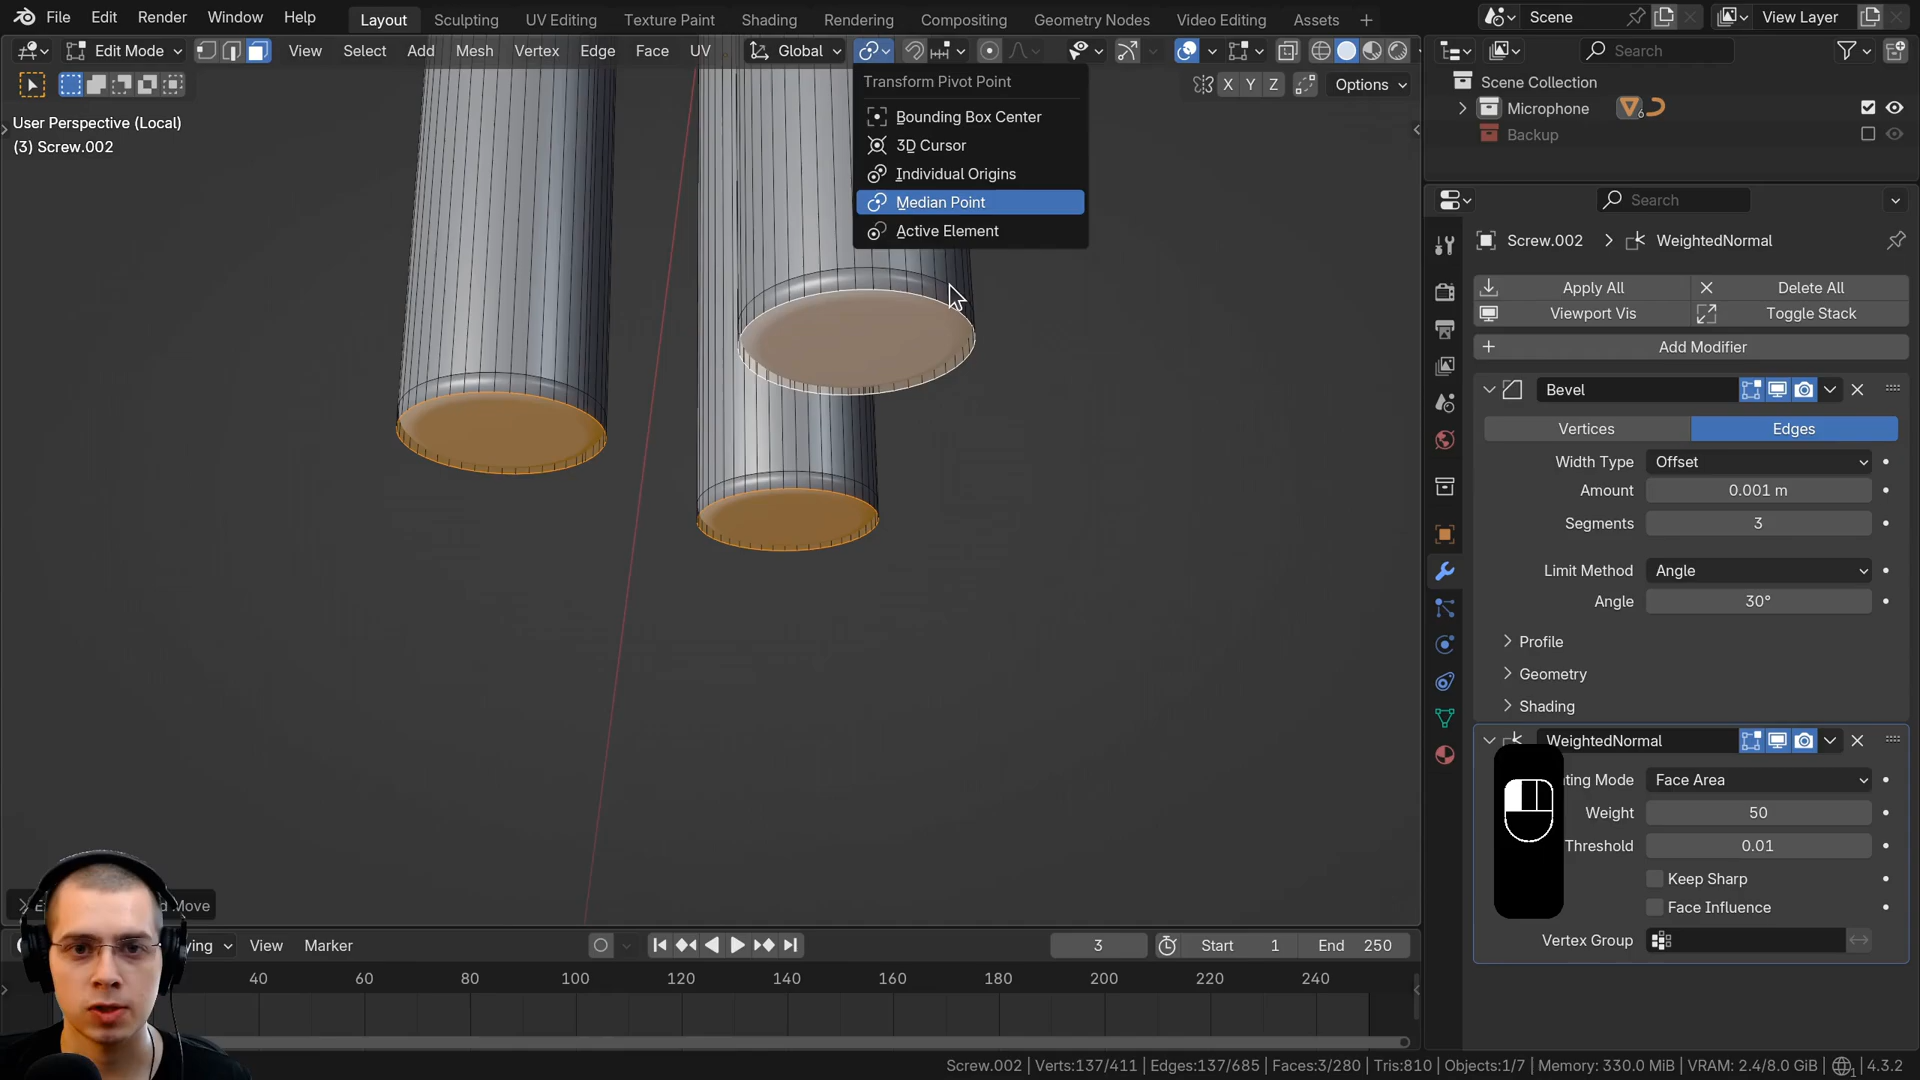 File Edit Render Window Help Layout Sculpting UV Editing Texture Paint Shading Rendering Compositing Geometry Nodes Video Editing Assets + Scene View Layer
Edit Mode View Select Add Mesh Vertex Edge Face UV Global Search
X Y Z Options
User Perspective (Local)
(3) Screw.002
Transform Pivot Point
Bounding Box Center
3D Cursor
Individual Origins
Median Point
Active Element
Scene Collection
Microphone 6
Backup
Search
Screw.002 WeightedNormal
Apply All Delete All
Viewport Vis Toggle Stack
Add Modifier
Bevel
Vertices Edges
Width Type Offset
Amount 0.001 m
Segments 3
Limit Method Angle
Angle 30°
Profile
Geometry
Shading
WeightedNormal
ting Mode Face Area
Weight 50
Threshold 0.01
Keep Sharp
Face Influence
Vertex Group
Move
ying View Marker 3 Start 1 End 250
40 60 80 100 120 140 160 180 200 220 240
Screw.002 | Verts:137/411 | Edges:137/685 | Faces:3/280 | Tris:810 | Objects:1/7 | Memory: 330.0 MiB | VRAM: 2.4/8.0 GiB | 4.3.2